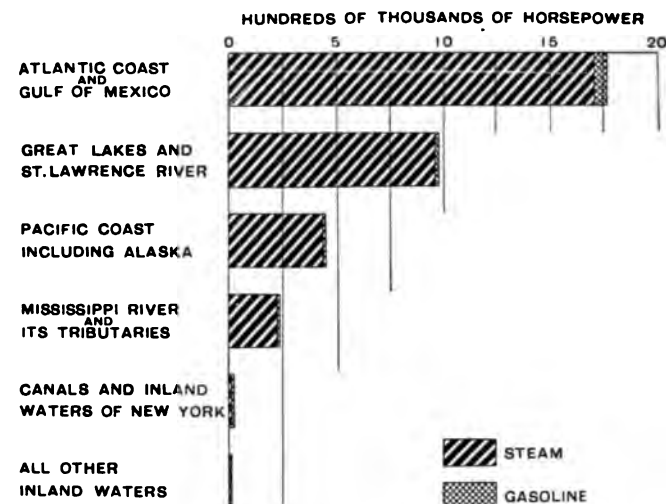 HUNDREDS OF THOUSANDS OF HORSEPOWER
0 5 10 15 20
ATLANTIC COAST
AND
GULF OF MEXICO
GREAT LAKES AND
ST. LAWRENCE RIVER
PACIFIC COAST
INCLUDING ALASKA
MISSISSIPPI RIVER
AND
ITS TRIBUTARIES
CANALS AND INLAND
WATERS OF NEW YORK
ALL OTHER
INLAND WATERS
STEAM
GASOLINE